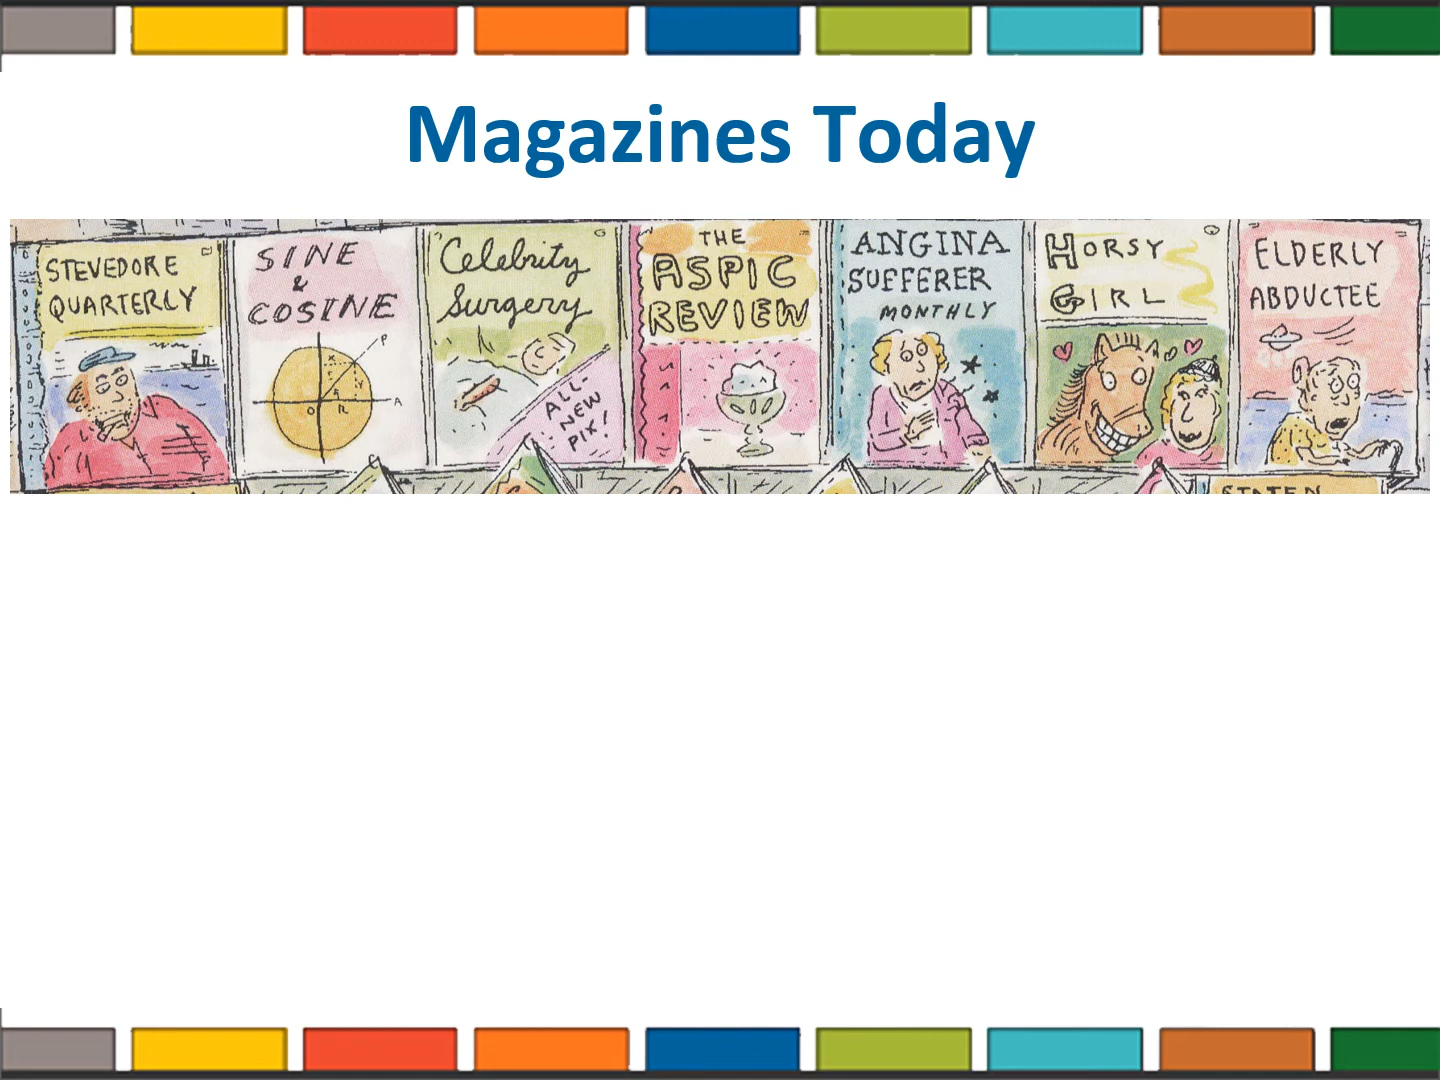 Magazines Today
STEVEDORE
QUARTERLY
SINE
&
COSINE
P
A
O
R
Celebrity
Surgery
ALL-
NEW
PIX!
THE
ASPIC
REVIEW
ANGINA
SUFFERER
MONTHLY
HORSY
GIRL
ELDERLY
ABDUCTEE
STATEN